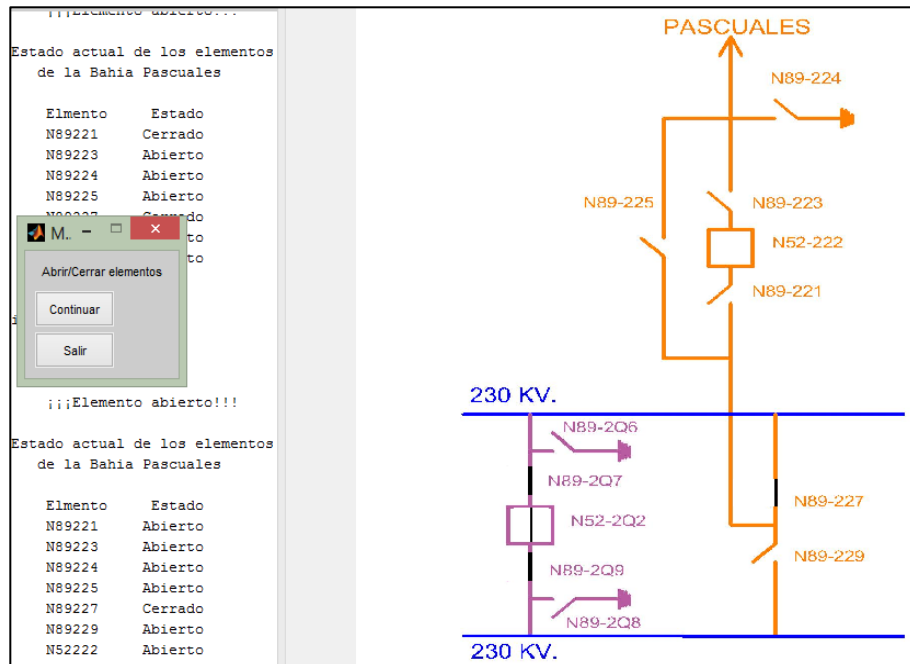 ¡¡¡Elemento abierto!!!
Estado actual de los elementos
de la Bahia Pascuales
Elmento Estado
N89221 Cerrado
N89223 Abierto
N89224 Abierto
N89225 Abierto
M..
Abrir/Cerrar elementos
Continuar
Salir
¡¡¡Elemento abierto!!!
Estado actual de los elementos
de la Bahia Pascuales
Elmento Estado
N89221 Abierto
N89223 Abierto
N89224 Abierto
N89225 Abierto
N89227 Cerrado
N89229 Abierto
N52222 Abierto
PASCUALES
N89-224
N89-225
N89-223
N52-222
N89-221
230 KV.
N89-2Q6
N89-2Q7
N52-2Q2
N89-2Q9
N89-2Q8
N89-227
N89-229
230 KV.